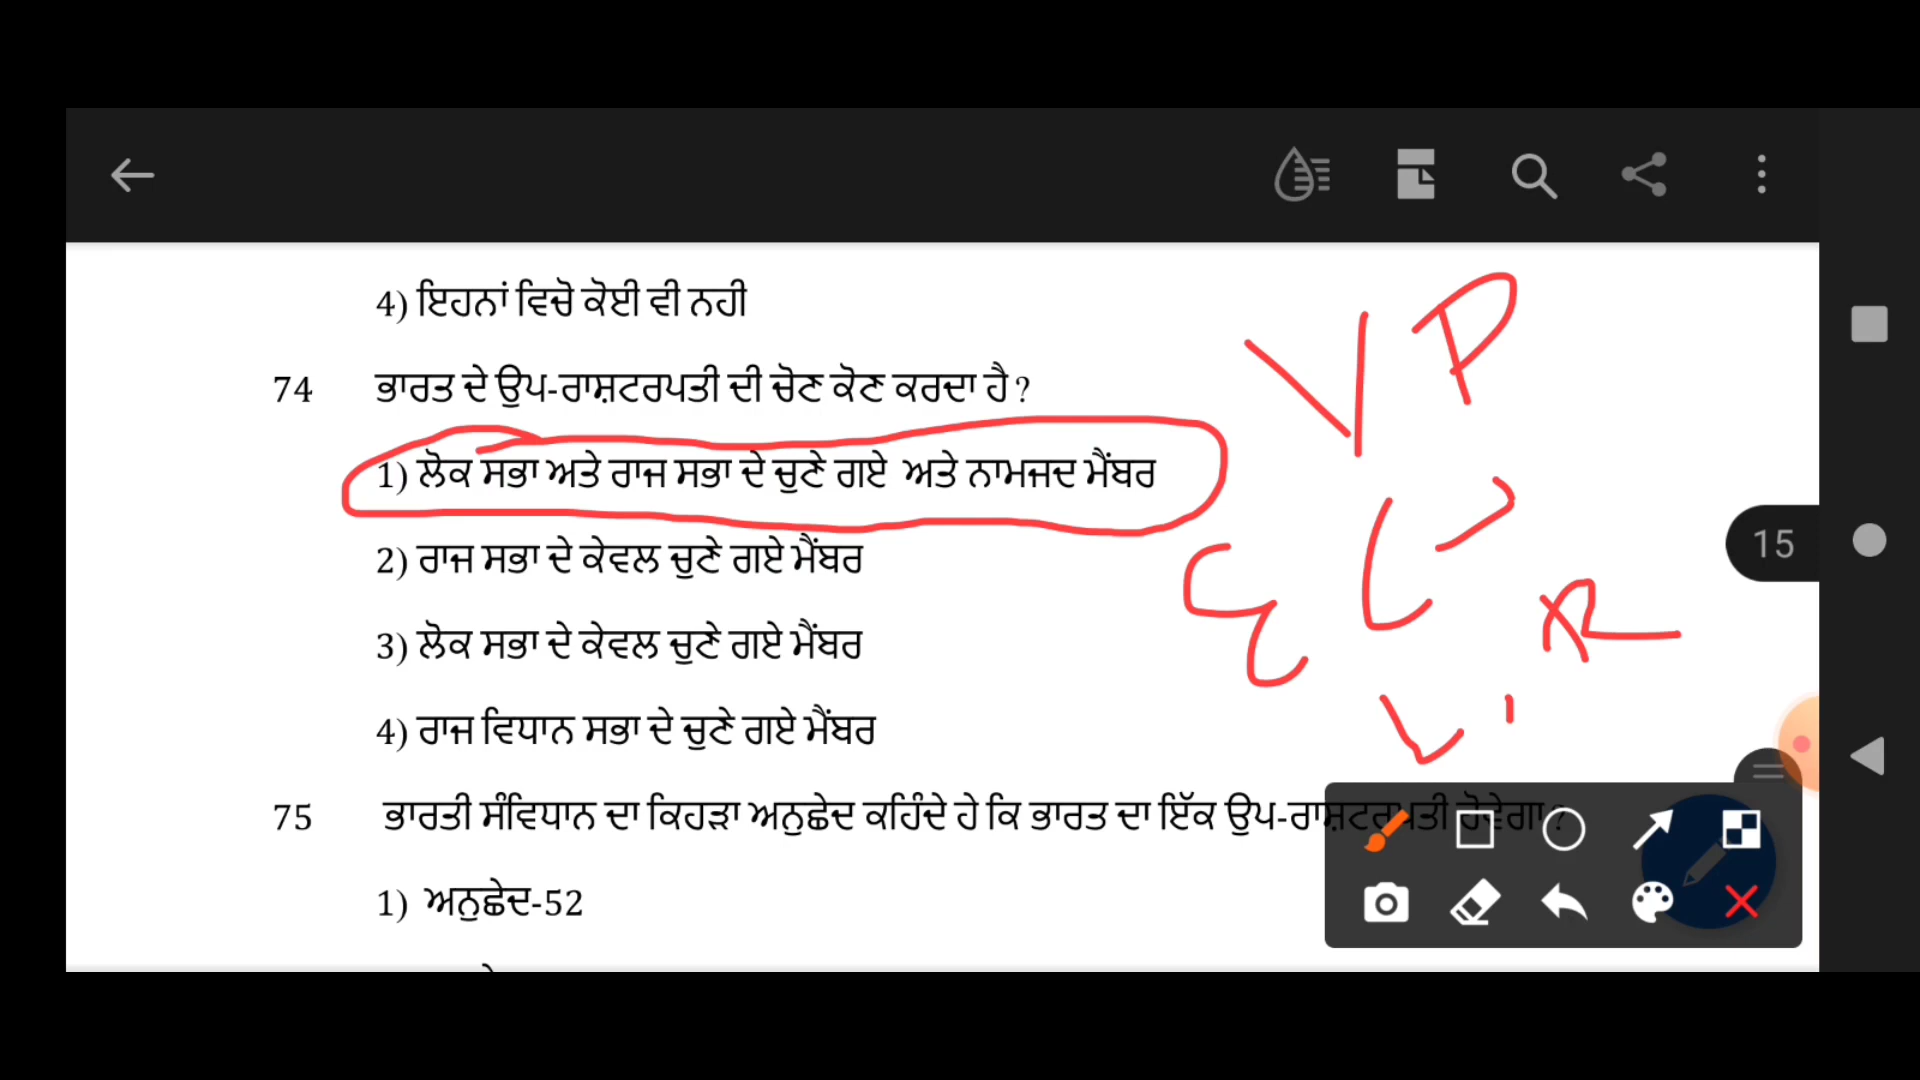 4) ਇਹਨਾਂ ਵਿਚੋ ਕੋਈ ਵੀ ਨਹੀ
74 ਭਾਰਤ ਦੇ ਉਪ-ਰਾਸ਼ਟਰਪਤੀ ਦੀ ਚੋਣ ਕੋਣ ਕਰਦਾ ਹੈ ?
1) ਲੋਕ ਸਭਾ ਅਤੇ ਰਾਜ ਸਭਾ ਦੇ ਚੁਣੇ ਗਏ ਅਤੇ ਨਾਮਜਦ ਮੈਂਬਰ
2) ਰਾਜ ਸਭਾ ਦੇ ਕੇਵਲ ਚੁਣੇ ਗਏ ਮੈਂਬਰ
3) ਲੋਕ ਸਭਾ ਦੇ ਕੇਵਲ ਚੁਣੇ ਗਏ ਮੈਂਬਰ
4) ਰਾਜ ਵਿਧਾਨ ਸਭਾ ਦੇ ਚੁਣੇ ਗਏ ਮੈਂਬਰ
75 ਭਾਰਤੀ ਸੰਵਿਧਾਨ ਦਾ ਕਿਹੜਾ ਅਨੁਛੇਦ ਕਹਿੰਦੇ ਹੇ ਕਿ ਭਾਰਤ ਦਾ ਇੱਕ ਉਪ-ਰਾਸ਼ਟਰਪਤੀ ਹੋਵੇਗਾ ?
1) ਅਨੁਛੇਦ-52
VP
15